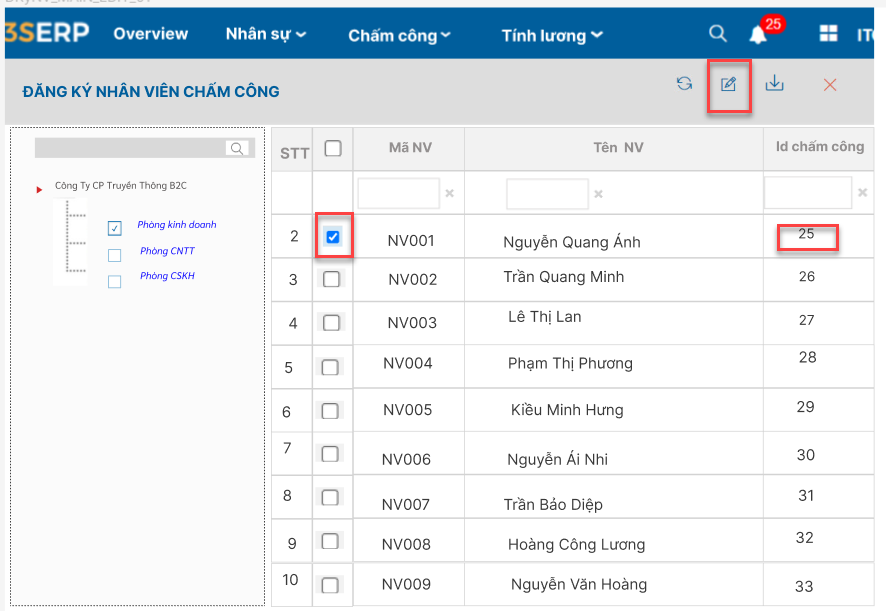 3SERP Overview Nhân sự Chấm công Tính lương 25
ĐĂNG KÝ NHÂN VIÊN CHẤM CÔNG
STT Mã NV Tên NV Id chấm công
Công Ty CP Truyền Thông B2C
Phòng kinh doanh
Phòng CNTT
Phòng CSKH
2 NV001 Nguyễn Quang Ánh 25
3 NV002 Trần Quang Minh 26
4 NV003 Lê Thị Lan 27
5 NV004 Phạm Thị Phương 28
6 NV005 Kiều Minh Hưng 29
7 NV006 Nguyễn Ái Nhi 30
8 NV007 Trần Bảo Diệp 31
9 NV008 Hoàng Công Lương 32
10 NV009 Nguyễn Văn Hoàng 33